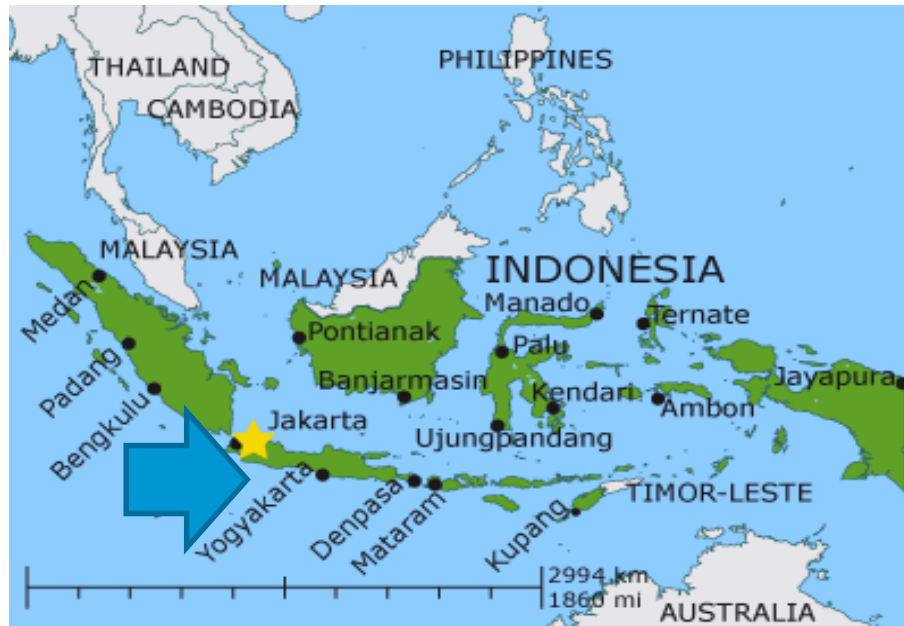 PHILIPPINES
THAILAND
CAMBODIA
MALAYSIA
MALAYSIA
INDONESIA
Medan
Manado
Ternate
Pontianak
Palu
Padang
Banjarmasin
Kendari
Jayapura
Ambon
Bengkulu
Jakarta
Ujungpandang
Yogyakarta
Denpasa
Mataram
Kupang
TIMOR-LESTE
2994 km
1860 mi
AUSTRALIA